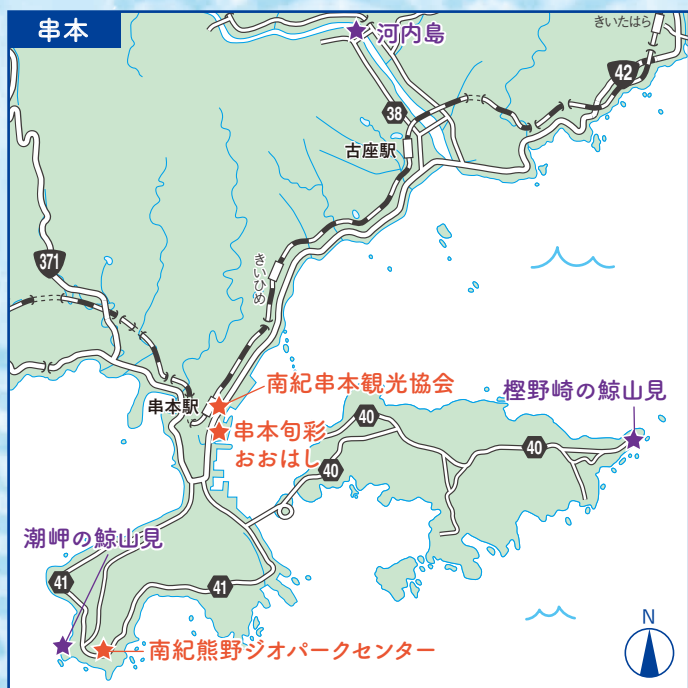 串本
河内島
きいたはら
42
38
古座駅
371
きいひめ
南紀串本観光協会
串本駅
串本旬彩
おおはし
樫野崎の鯨山見
40
40
40
潮岬の鯨山見
41
41
南紀熊野ジオパークセンター
N